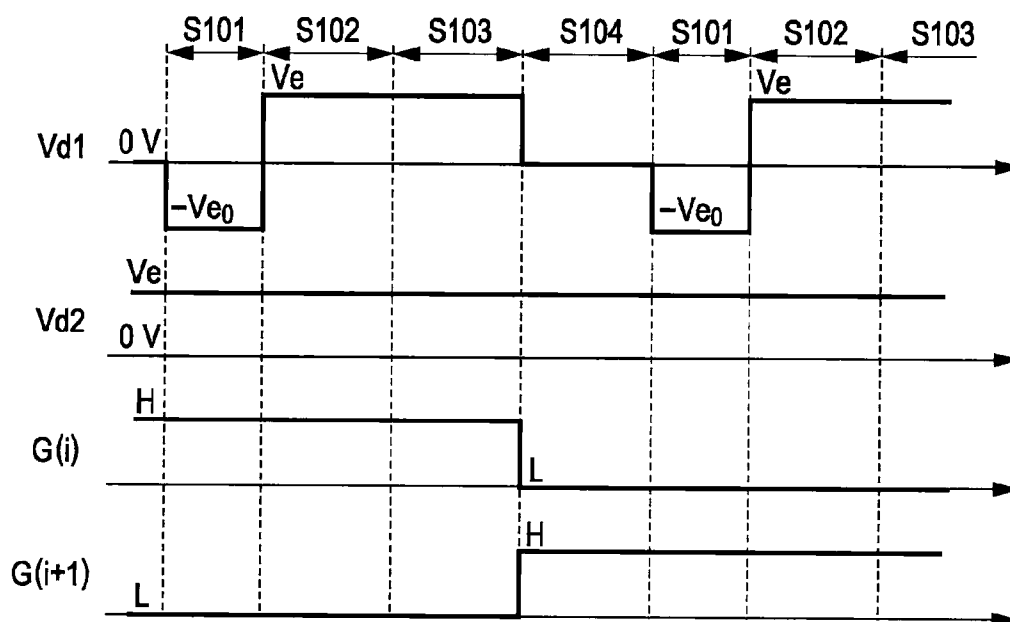 S101 S102 S103 S104 S101 S102 S103
Ve Ve
Vd1 0 V
−Ve₀ −Ve₀
Ve
Vd2 0 V
H
G(i) L
H
G(i+1) L